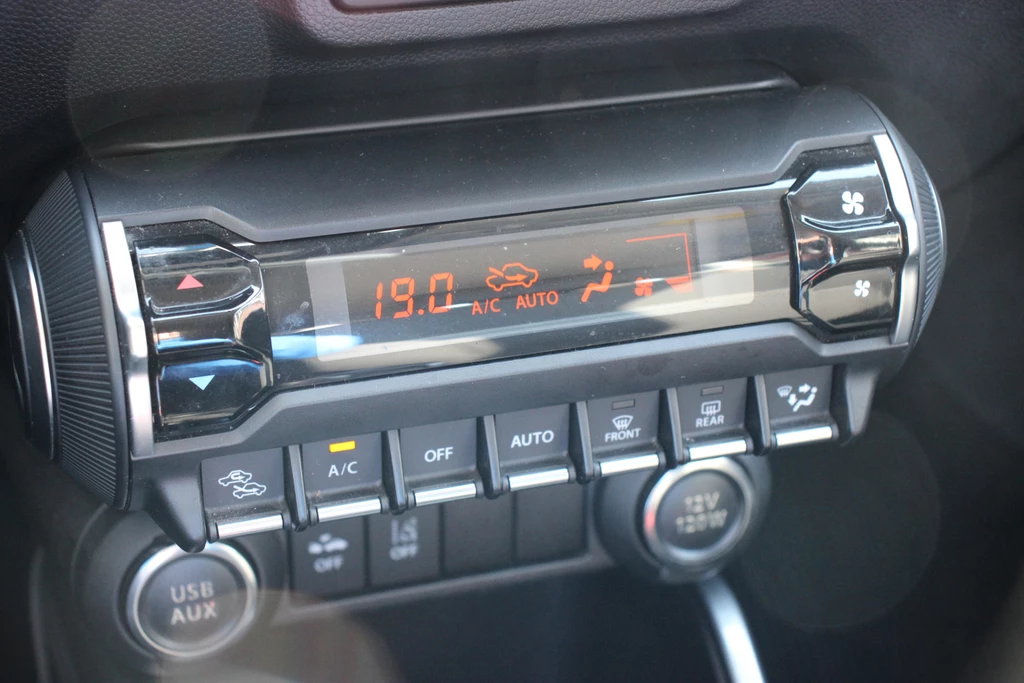 19.0
A/C AUTO
A/C
OFF
AUTO
FRONT
REAR
OFF
OFF
12V
120W
USB
AUX